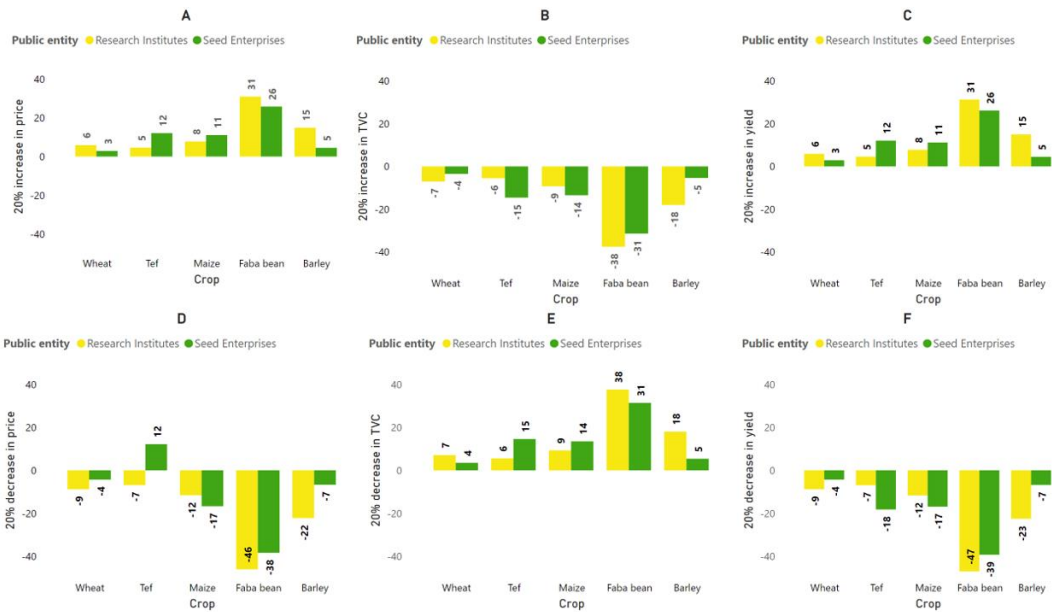 A
Public entity Research Institutes Seed Enterprises
20% increase in price
40
20
0
-20
-40
6 3 5 12 8 11 31 26 15 5
Wheat Tef Maize Faba bean Barley
Crop
B
Public entity Research Institutes Seed Enterprises
20% increase in TVC
40
20
0
-20
-40
-7 -4 -6 -15 -9 -14 -38 -31 -18 -5
Wheat Tef Maize Faba bean Barley
Crop
C
Public entity Research Institutes Seed Enterprises
20% increase in yield
40
20
0
-20
-40
6 3 5 12 8 11 31 26 15 5
Wheat Tef Maize Faba bean Barley
Crop
D
Public entity Research Institutes Seed Enterprises
20% decrease in price
40
20
0
-20
-40
-9 -4 -7 12 -12 -17 -46 -38 -22 -7
Wheat Tef Maize Faba bean Barley
Crop
E
Public entity Research Institutes Seed Enterprises
20% decrease in TVC
40
20
0
-20
-40
7 4 6 15 9 14 38 31 18 5
Wheat Tef Maize Faba bean Barley
Crop
F
Public entity Research Institutes Seed Enterprises
20% decrease in yield
40
20
0
-20
-40
-9 -4 -7 -18 -12 -17 -47 -39 -23 -7
Wheat Tef Maize Faba bean Barley
Crop